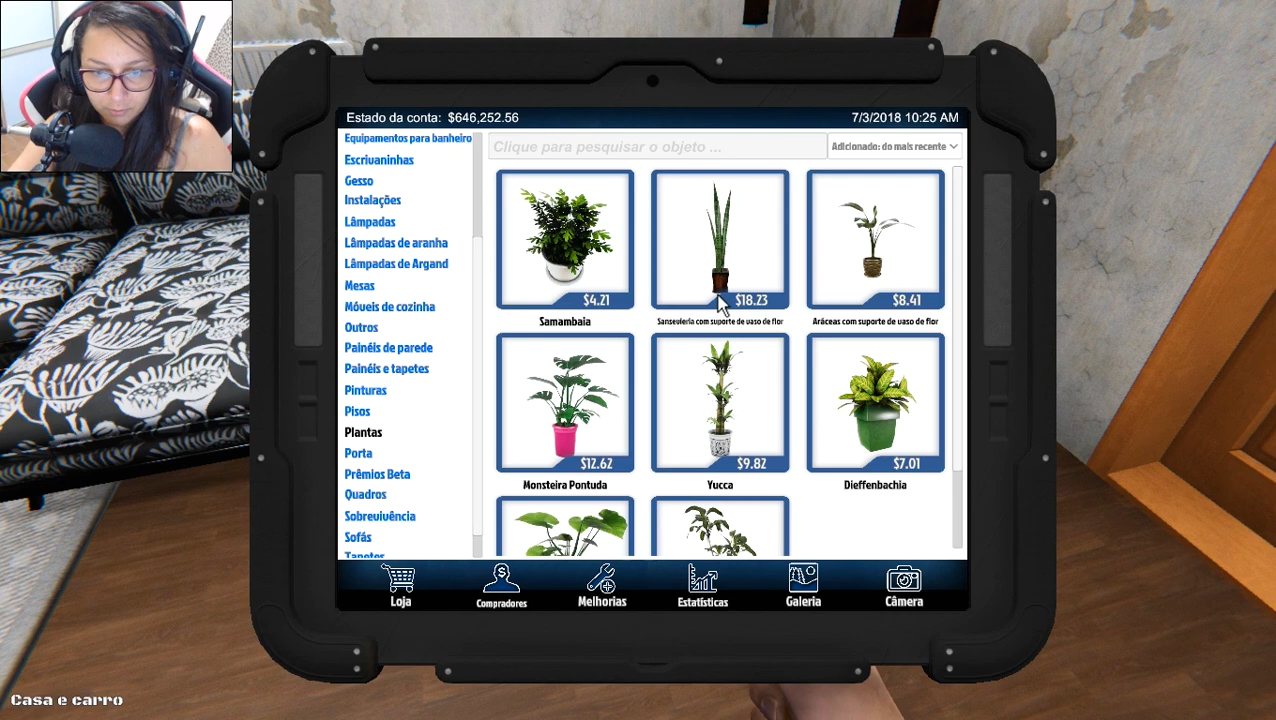 Estado da conta: $646,252.56
7/3/2018 10:25 AM
Equipamentos para banheiro
Escrivaninhas
Gesso
Instalações
Lâmpadas
Lâmpadas de aranha
Lâmpadas de Argand
Mesas
Móveis de cozinha
Outros
Painéis de parede
Painéis e tapetes
Pinturas
Pisos
Plantas
Porta
Prêmios Beta
Quadros
Sobrevivência
Sofás
Tapetes
Clique para pesquisar o objeto ...
Adicionado: do mais recente
$4.21
$18.23
$8.41
Samambaia
Sansevieria com suporte de vaso de flor
Aráceas com suporte de vaso de flor
$12.62
$9.82
$7.01
Monsteira Pontuda
Yucca
Dieffenbachia
Loja
Compradores
Melhorias
Estatísticas
Galeria
Câmera
Casa e carro